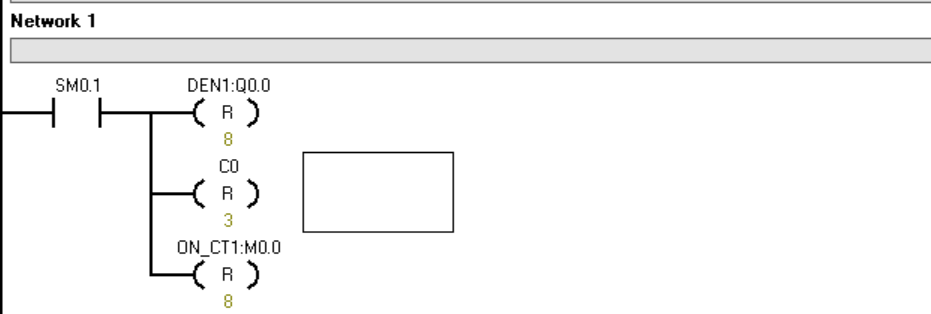 Network 1
SM0.1
DEN1:Q0.0
R
8
C0
R
3
ON_CT1:M0.0
R
8